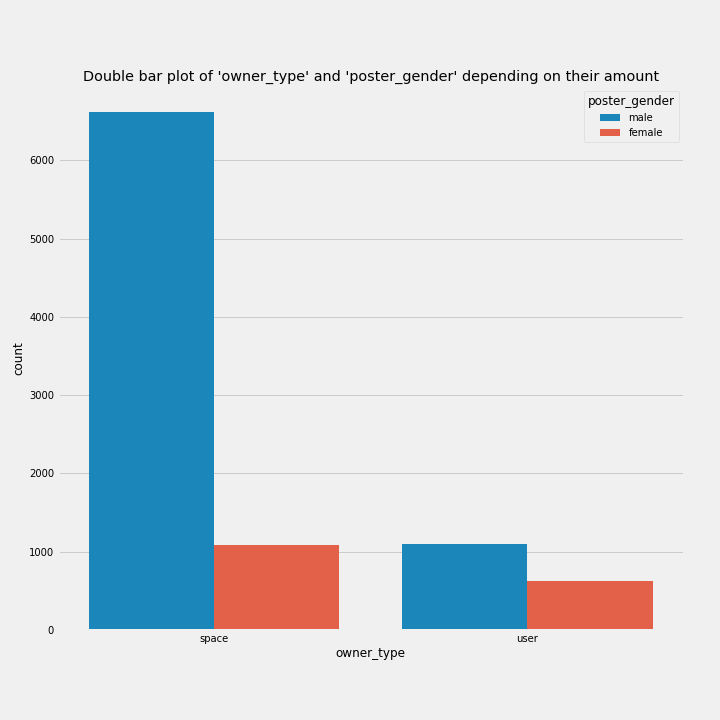 Double bar plot of 'owner_type' and 'poster_gender' depending on their amount
poster_gender
male
female
6000
5000
4000
3000
2000
1000
0
count
space
user
owner_type